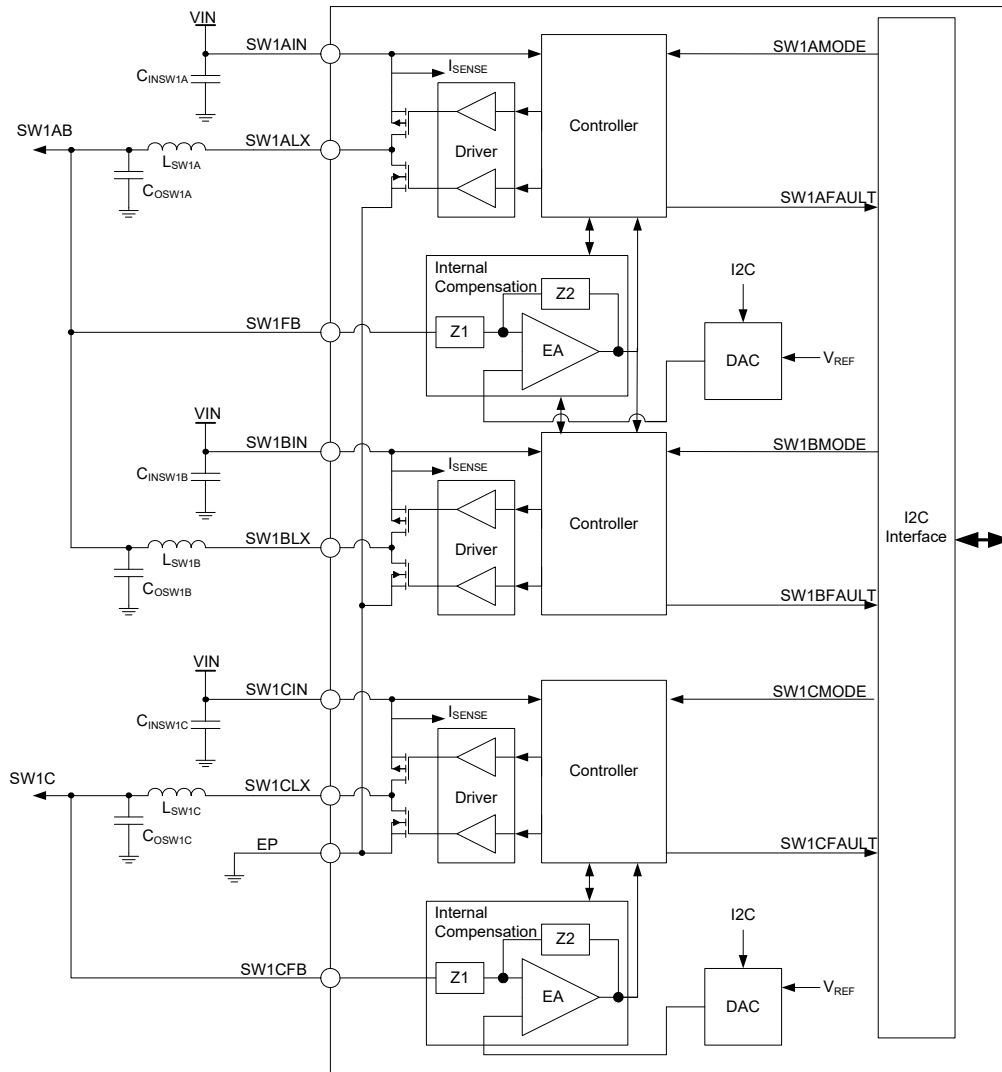 VIN
SW1AIN
SW1AMODE
ISENSE
CINSW1A
Controller
SW1AB
SW1ALX
Driver
LSW1A
COSW1A
SW1AFAULT
Internal
Compensation
I2C
Z2
SW1FB
Z1
EA
DAC
VREF
VIN
SW1BIN
SW1BMODE
ISENSE
CINSW1B
Controller
I2C
Interface
SW1BLX
Driver
LSW1B
COSW1B
SW1BFAULT
VIN
SW1CIN
SW1CMODE
ISENSE
CINSW1C
Controller
SW1C
SW1CLX
Driver
LSW1C
COSW1C
EP
SW1CFAULT
Internal
Compensation
I2C
Z2
SW1CFB
Z1
EA
DAC
VREF